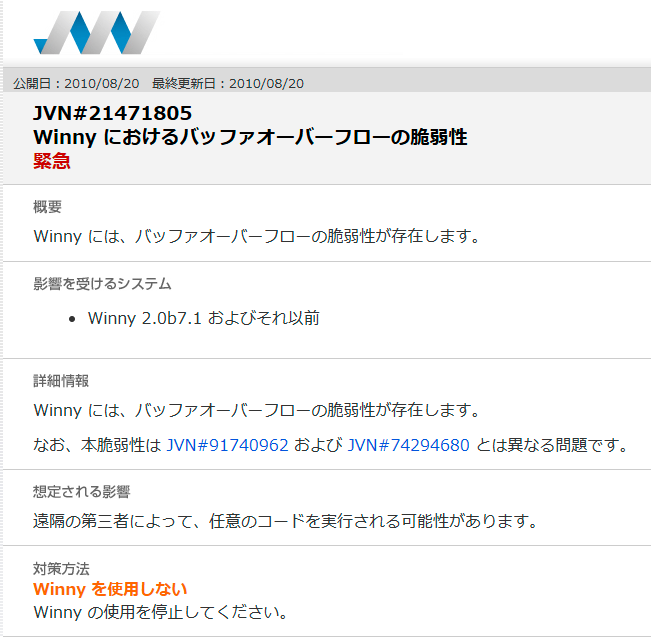 JVN
公開日：2010/08/20 最終更新日：2010/08/20
JVN#21471805
Winny におけるバッファオーバーフローの脆弱性
緊急
概要
Winny には、バッファオーバーフローの脆弱性が存在します。
影響を受けるシステム
• Winny 2.0b7.1 およびそれ以前
詳細情報
Winny には、バッファオーバーフローの脆弱性が存在します。
なお、本脆弱性は JVN#91740962 および JVN#74294680 とは異なる問題です。
想定される影響
遠隔の第三者によって、任意のコードを実行される可能性があります。
対策方法
Winny を使用しない
Winny の使用を停止してください。